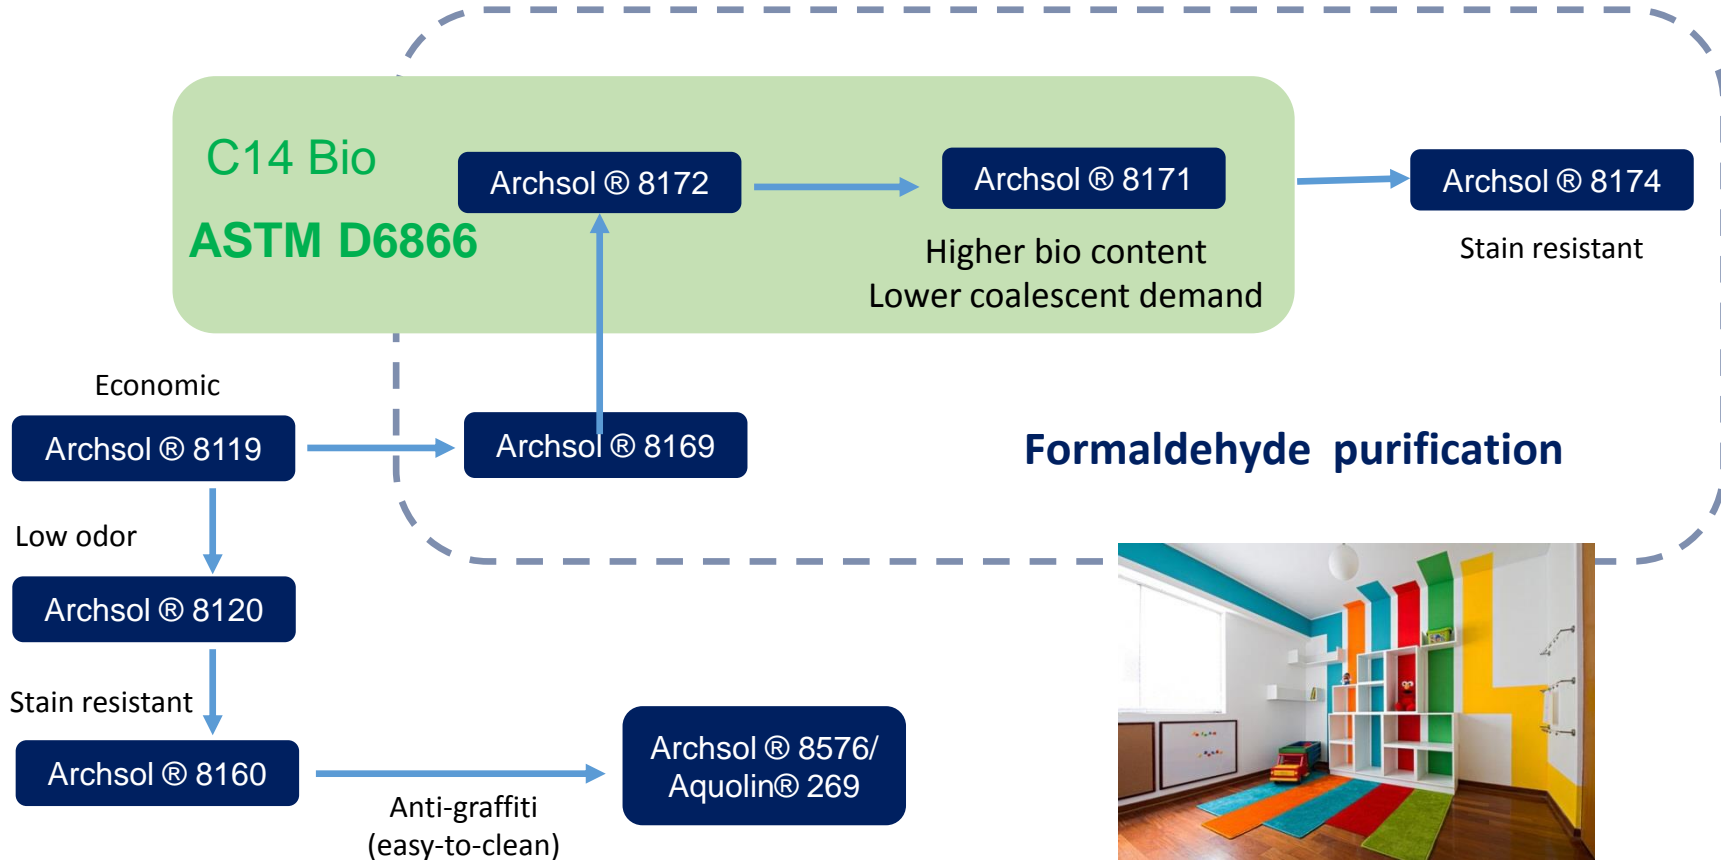 C14 Bio
ASTM D6866
Archsol ® 8172
Archsol ® 8171
Higher bio content
Lower coalescent demand
Archsol ® 8174
Stain resistant
Economic
Archsol ® 8119
Archsol ® 8169
Formaldehyde purification
Low odor
Archsol ® 8120
Stain resistant
Archsol ® 8160
Anti-graffiti
(easy-to-clean)
Archsol ® 8576/
Aquolin® 269